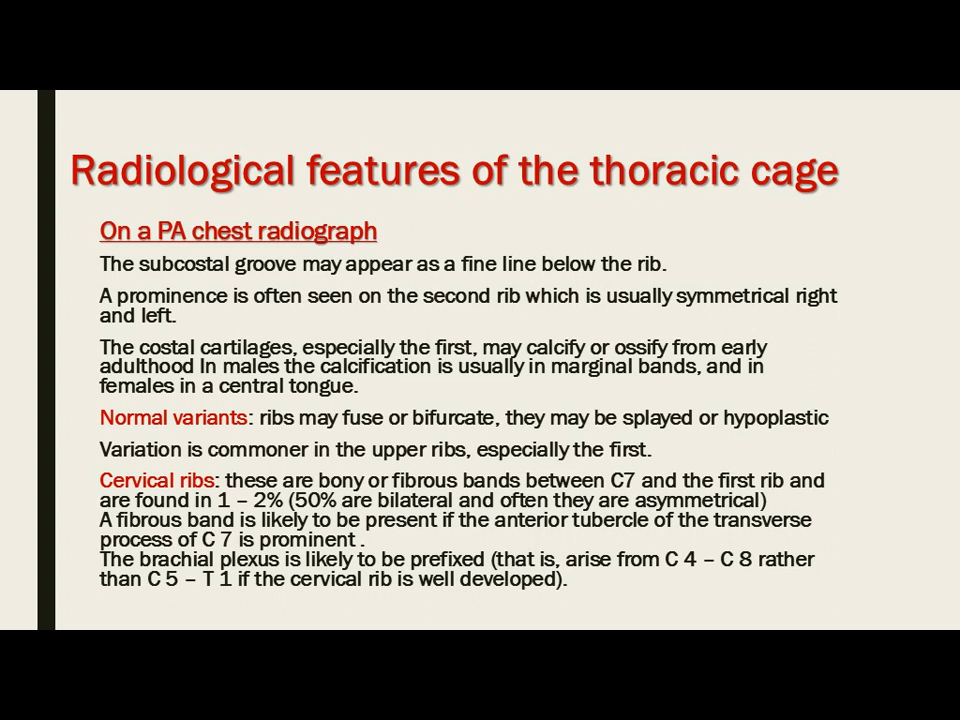 Radiological features of the thoracic cage
On a PA chest radiograph
The subcostal groove may appear as a fine line below the rib.
A prominence is often seen on the second rib which is usually symmetrical right
and left.
The costal cartilages, especially the first, may calcify or ossify from early
adulthood In males the calcification is usually in marginal bands, and in
females in a central tongue.
Normal variants: ribs may fuse or bifurcate, they may be splayed or hypoplastic
Variation is commoner in the upper ribs, especially the first.
Cervical ribs: these are bony or fibrous bands between C7 and the first rib and
are found in 1 – 2% (50% are bilateral and often they are asymmetrical)
A fibrous band is likely to be present if the anterior tubercle of the transverse
process of C 7 is prominent .
The brachial plexus is likely to be prefixed (that is, arise from C 4 – C 8 rather
than C 5 – T 1 if the cervical rib is well developed).